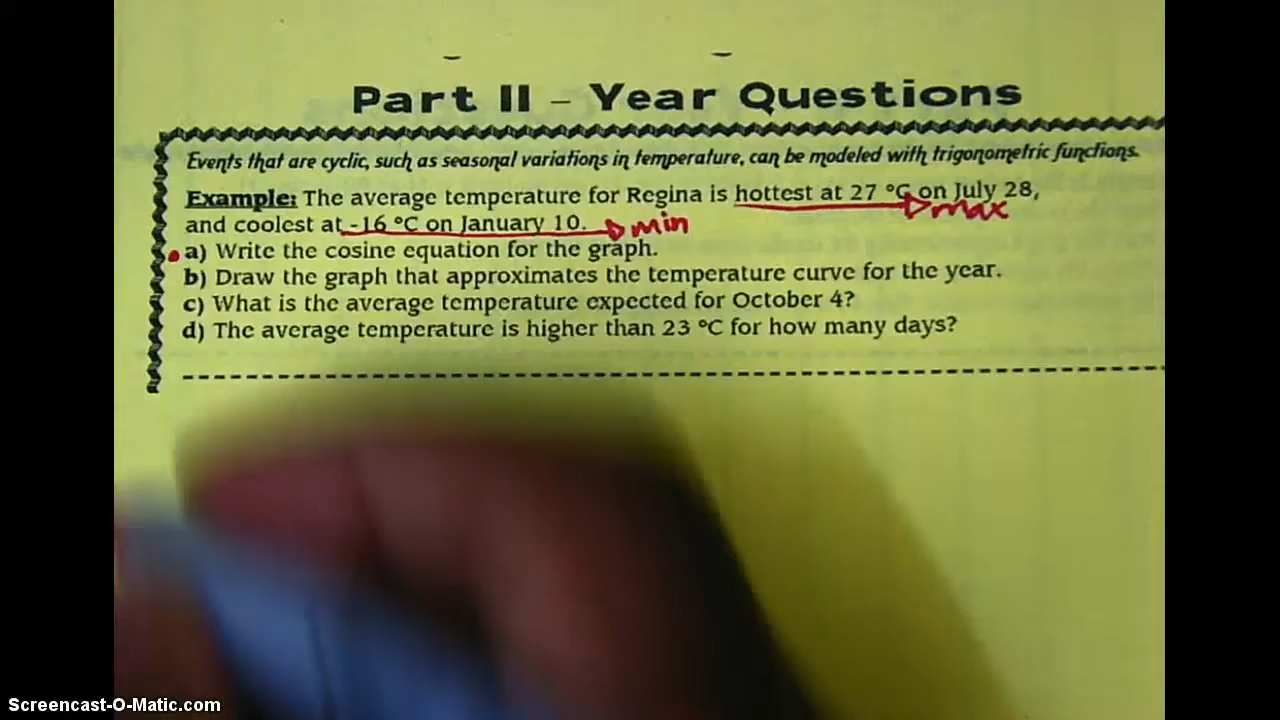 Part II – Year Questions
Events that are cyclic, such as seasonal variations in temperature, can be modeled with trigonometric functions.
Example: The average temperature for Regina is hottest at 27 °C on July 28,
max
and coolest at -16 °C on January 10. min
a) Write the cosine equation for the graph.
b) Draw the graph that approximates the temperature curve for the year.
c) What is the average temperature expected for October 4?
d) The average temperature is higher than 23 °C for how many days?
Screencast-O-Matic.com